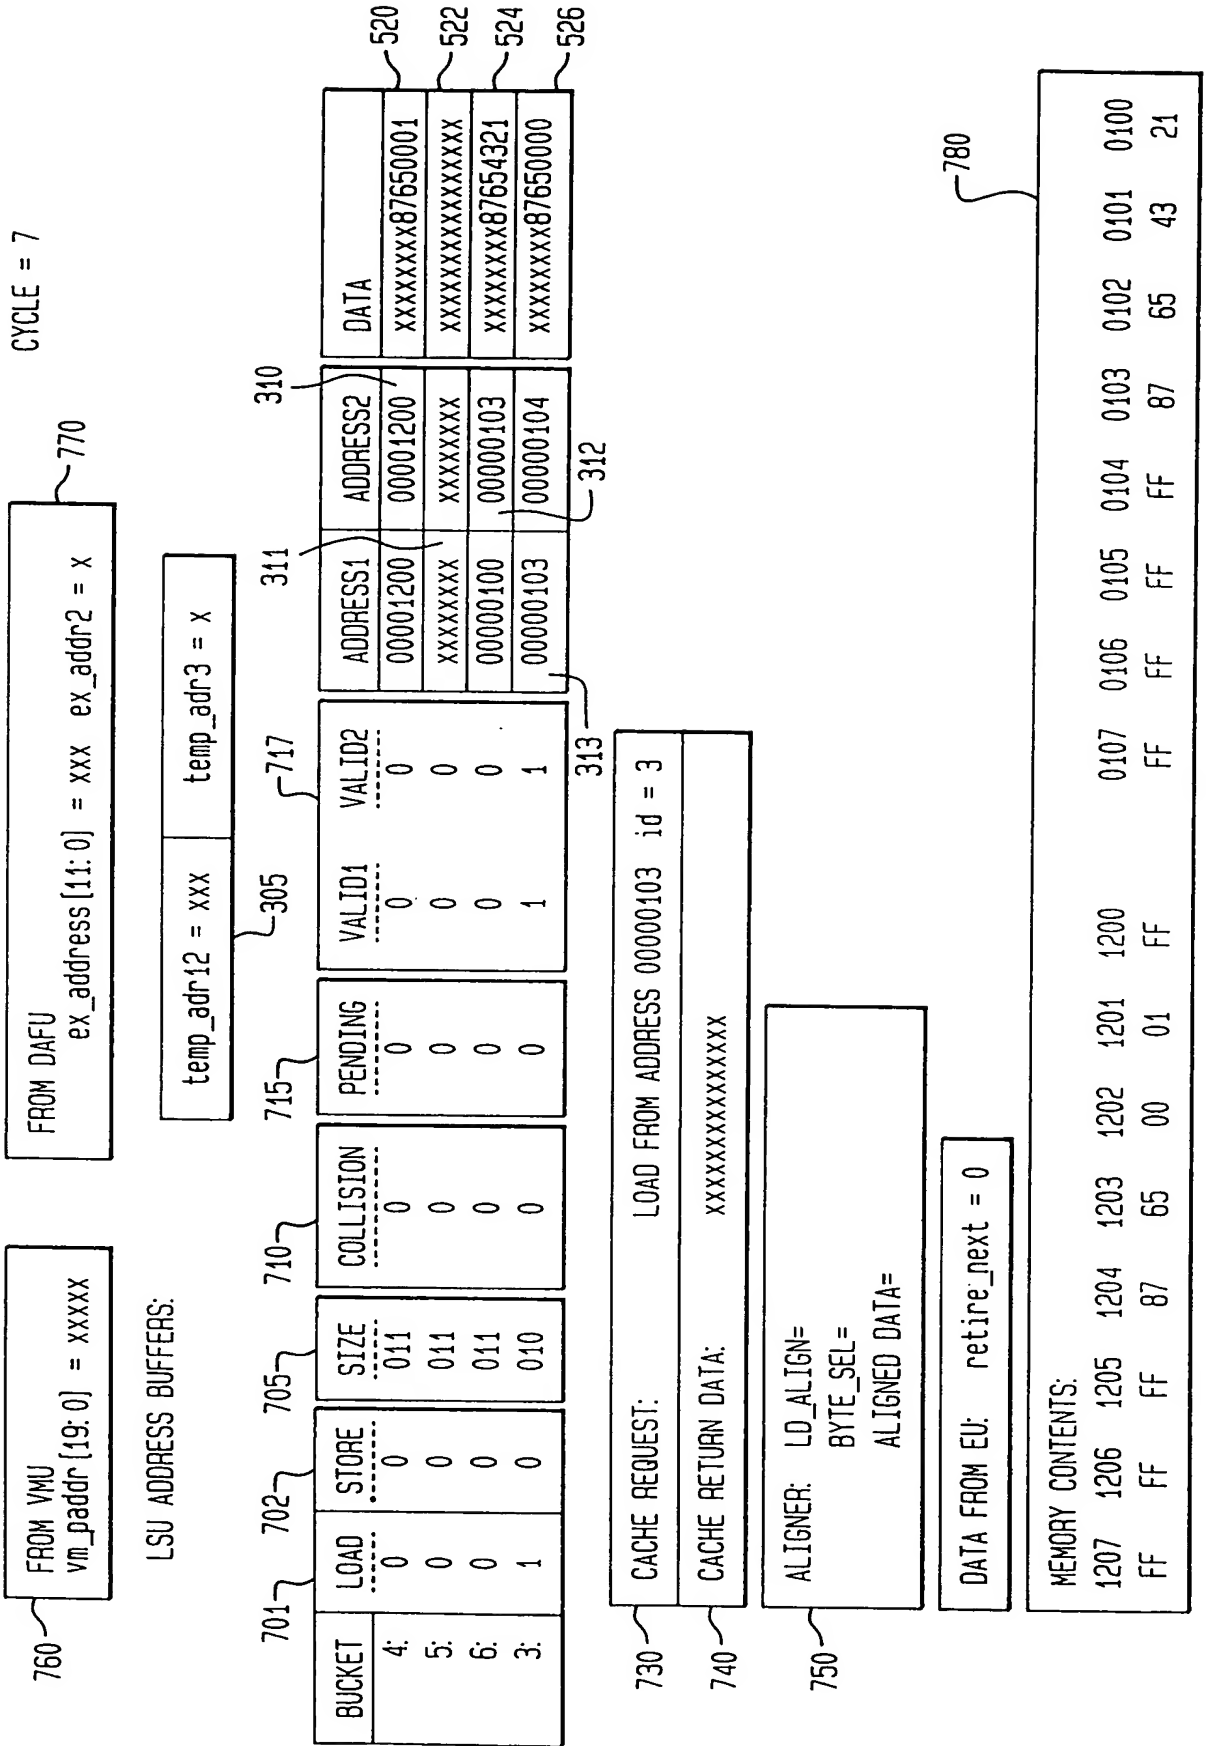 CYCLE = 7
760
FROM VMU
vm_paddr [19: 0] = XXXXX
FROM DAFU
ex_address [11: 0] = XXX ex_addr2 = X
770
LSU ADDRESS BUFFERS:
temp_adr12 = XXX temp_adr3 = X
305
701 702 705 710 715 717 311 310
BUCKET LOAD STORE SIZE COLLISION PENDING VALID1 VALID2 ADDRESS1 ADDRESS2 DATA
4: 0 0 011 0 0 0 0 00001200 00001200 XXXXXXXX87650001 520
5: 0 0 011 0 0 0 0 XXXXXXXX XXXXXXXX XXXXXXXXXXXXXXXX 522
6: 0 0 011 0 0 0 0 00000100 00000103 XXXXXXXX87654321 524
3: 1 0 010 0 0 1 1 00000103 00000104 XXXXXXXX87650000 526
313 312
730
CACHE REQUEST: LOAD FROM ADDRESS 00000103 id = 3
740
CACHE RETURN DATA: XXXXXXXXXXXXXXXX
750
ALIGNER: LD_ALIGN=
BYTE_SEL=
ALIGNED DATA=
DATA FROM EU: retire_next = 0
780
MEMORY CONTENTS:
1207 1206 1205 1204 1203 1202 1201 1200 0107 0106 0105 0104 0103 0102 0101 0100
FF FF FF 87 65 00 01 FF FF FF FF FF 87 65 43 21